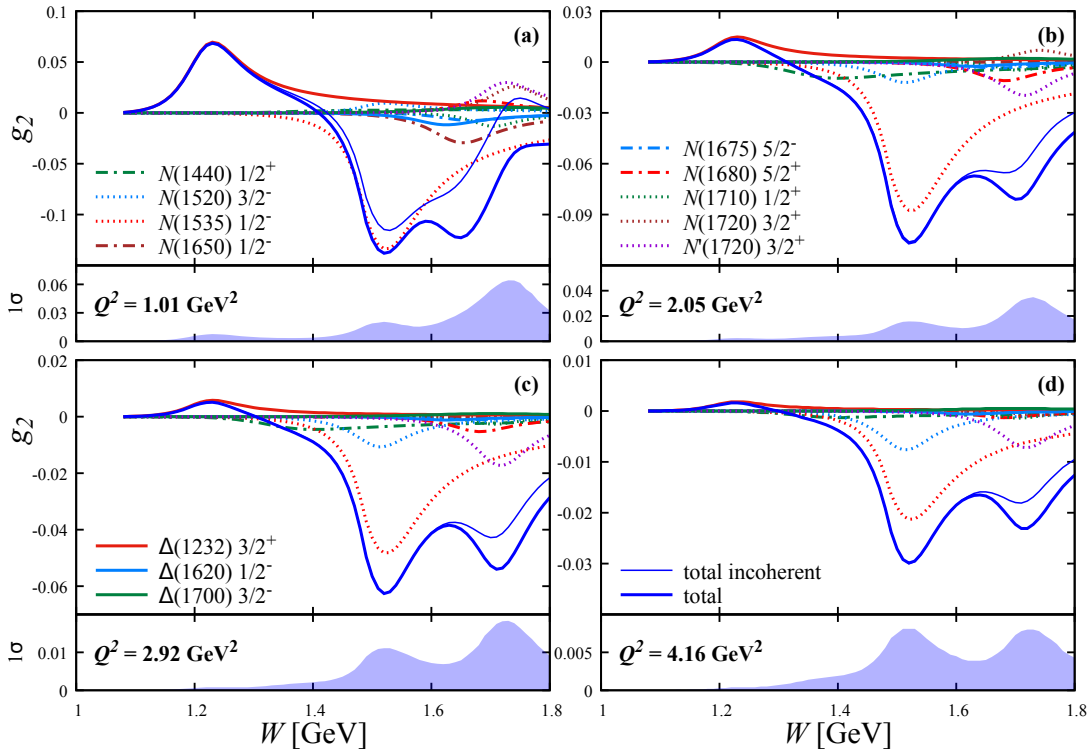 0.1
0.05
0
-0.05
-0.1
g₂
(a)
N(1440) 1/2⁺
N(1520) 3/2⁻
N(1535) 1/2⁻
N(1650) 1/2⁻
0.03
0
-0.03
-0.06
-0.09
g₂
(b)
N(1675) 5/2⁻
N(1680) 5/2⁺
N(1710) 1/2⁺
N(1720) 3/2⁺
N'(1720) 3/2⁺
0.06
0.03
0
1σ
Q² = 1.01 GeV²
0.04
0.02
0
Q² = 2.05 GeV²
0.02
0
-0.02
-0.04
-0.06
g₂
(c)
Δ(1232) 3/2⁺
Δ(1620) 1/2⁻
Δ(1700) 3/2⁻
0.01
0
-0.01
-0.02
-0.03
(d)
total incoherent
total
0.01
0
1σ
Q² = 2.92 GeV²
0.005
0
Q² = 4.16 GeV²
1
1.2
1.4
1.6
1.8
W [GeV]
1
1.2
1.4
1.6
1.8
W [GeV]